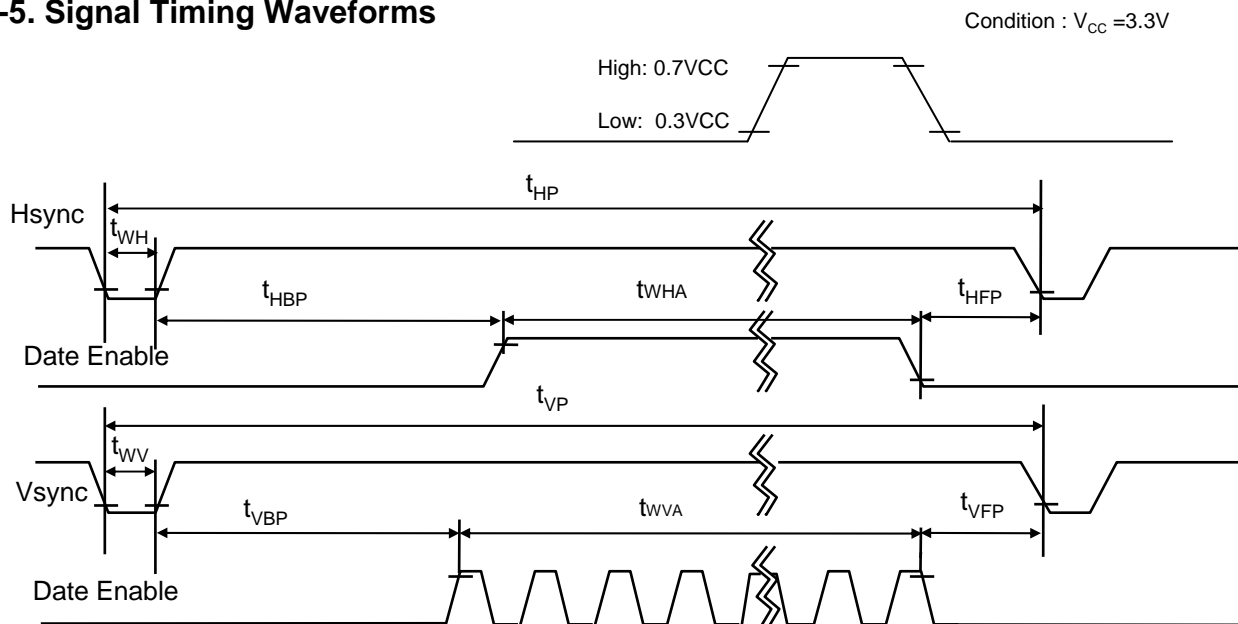 -5. Signal Timing Waveforms
Condition : VCC =3.3V
High: 0.7VCC
Low: 0.3VCC
tHP
Hsync
tWH
tHBP
tWHA
tHFP
Date Enable
tVP
tWV
Vsync
tVBP
tWVA
tVFP
Date Enable